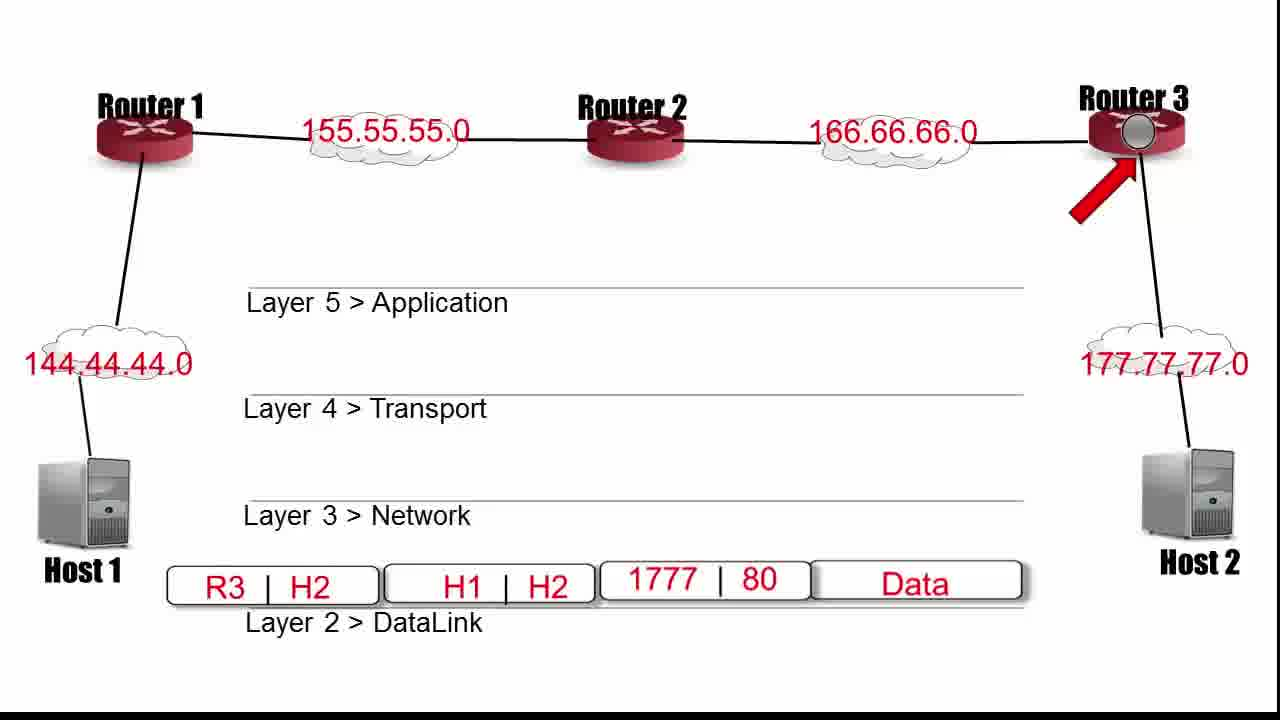 Router 1
Router 2
Router 3
155.55.55.0
166.66.66.0
Layer 5 > Application
144.44.44.0
177.77.77.0
Layer 4 > Transport
Layer 3 > Network
Host 1
Host 2
R3 | H2
H1 | H2
1777 | 80
Data
Layer 2 > DataLink